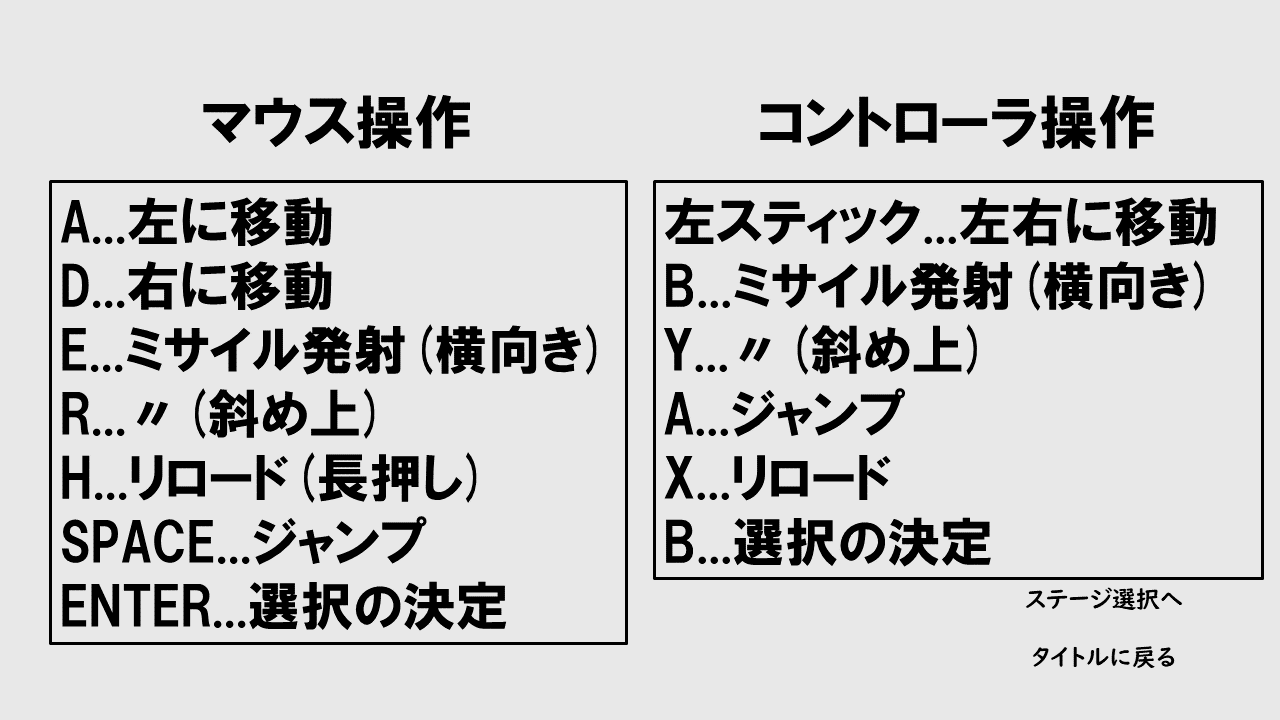 マウス操作
A...左に移動
D...右に移動
E...ミサイル発射(横向き)
R...〃(斜め上)
H...リロード(長押し)
SPACE...ジャンプ
ENTER...選択の決定
コントローラ操作
左スティック...左右に移動
B...ミサイル発射(横向き)
Y...〃(斜め上)
A...ジャンプ
X...リロード
B...選択の決定
ステージ選択へ
タイトルに戻る